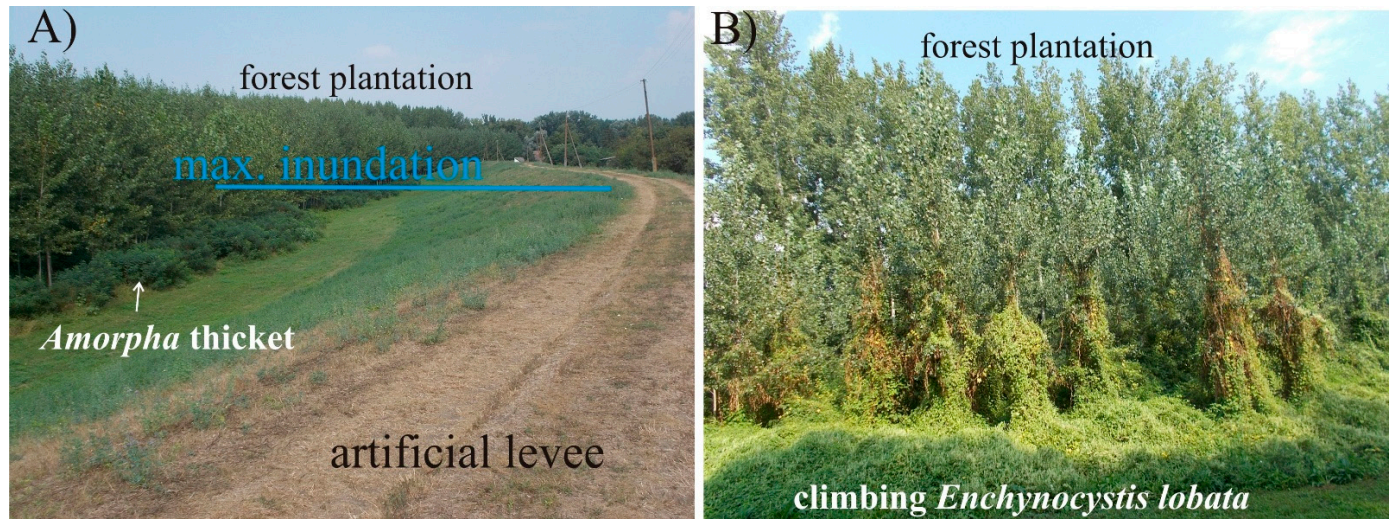 A)
forest plantation
max. inundation
Amorpha thicket
artificial levee
B)
forest plantation
climbing Enchynocystis lobata